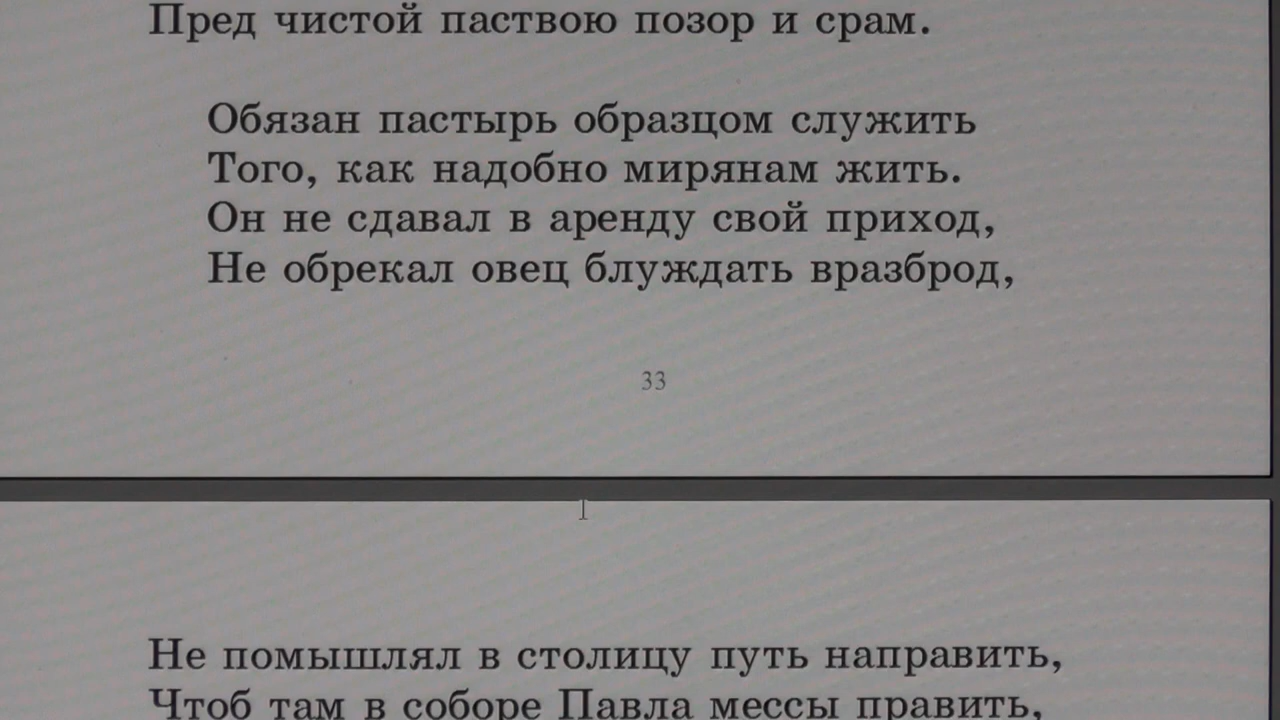 Пред чистой паствою позор и срам.
Обязан пастырь образцом служить
Того, как надобно мирянам жить.
Он не сдавал в аренду свой приход,
Не обрекал овец блуждать вразброд,
33
Не помышлял в столицу путь направить,
Чтоб там в соборе Павла мессы править,